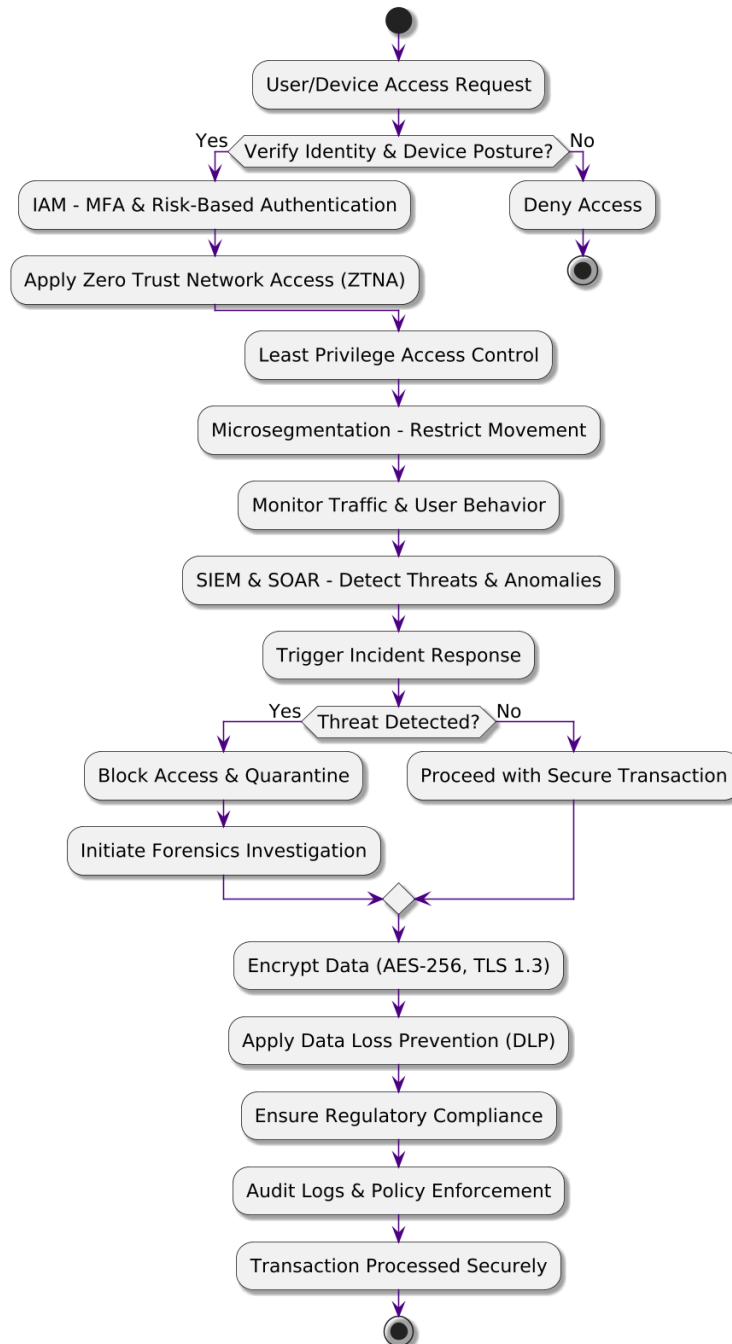 User/Device Access Request
Yes
Verify Identity & Device Posture?
No
IAM - MFA & Risk-Based Authentication
Deny Access
Apply Zero Trust Network Access (ZTNA)
Least Privilege Access Control
Microsegmentation - Restrict Movement
Monitor Traffic & User Behavior
SIEM & SOAR - Detect Threats & Anomalies
Trigger Incident Response
Yes
Threat Detected?
No
Block Access & Quarantine
Proceed with Secure Transaction
Initiate Forensics Investigation
Encrypt Data (AES-256, TLS 1.3)
Apply Data Loss Prevention (DLP)
Ensure Regulatory Compliance
Audit Logs & Policy Enforcement
Transaction Processed Securely